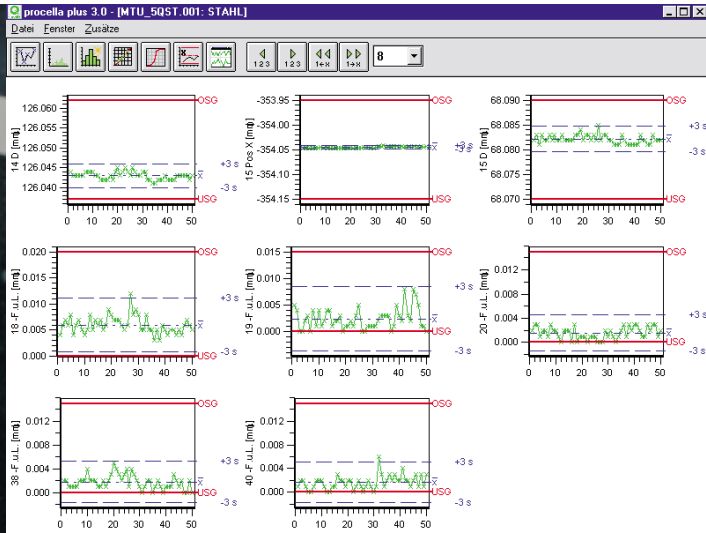 procella plus 3.0 - [MTU_5QST.001: STAHL]
Datei Fenster Zusätze
1 2 3 1 2 3 1+x 1+x 8
14 D [mm]
126.060
126.055
126.050
126.045
126.040
OSG
+3 s
x
-3 s
USG
0 10 20 30 40 50
15 Pos X [mm]
-353.95
-354.00
-354.05
-354.10
-354.15
OSG
USG
0 10 20 30 40 50
15 D [mm]
68.090
68.085
68.080
68.075
68.070
OSG
+3 s
x
-3 s
USG
0 10 20 30 40 50
18 -F.u.L. [mm]
0.020
0.015
0.010
0.005
0.000
OSG
+3 s
x
-3 s
USG
0 10 20 30 40 50
19 -F.u.L. [mm]
0.015
0.010
0.005
0.000
OSG
+3 s
x
USG
-3 s
0 10 20 30 40 50
20 -F.u.L. [mm]
0.012
0.008
0.004
0.000
OSG
+3 s
x
USG
-3 s
0 10 20 30 40 50
38 -F.u.L. [mm]
0.012
0.008
0.004
0.000
OSG
+3 s
x
USG
-3 s
0 10 20 30 40 50
40 -F.u.L. [mm]
0.012
0.008
0.004
0.000
OSG
+3 s
x
USG
-3 s
0 10 20 30 40 50